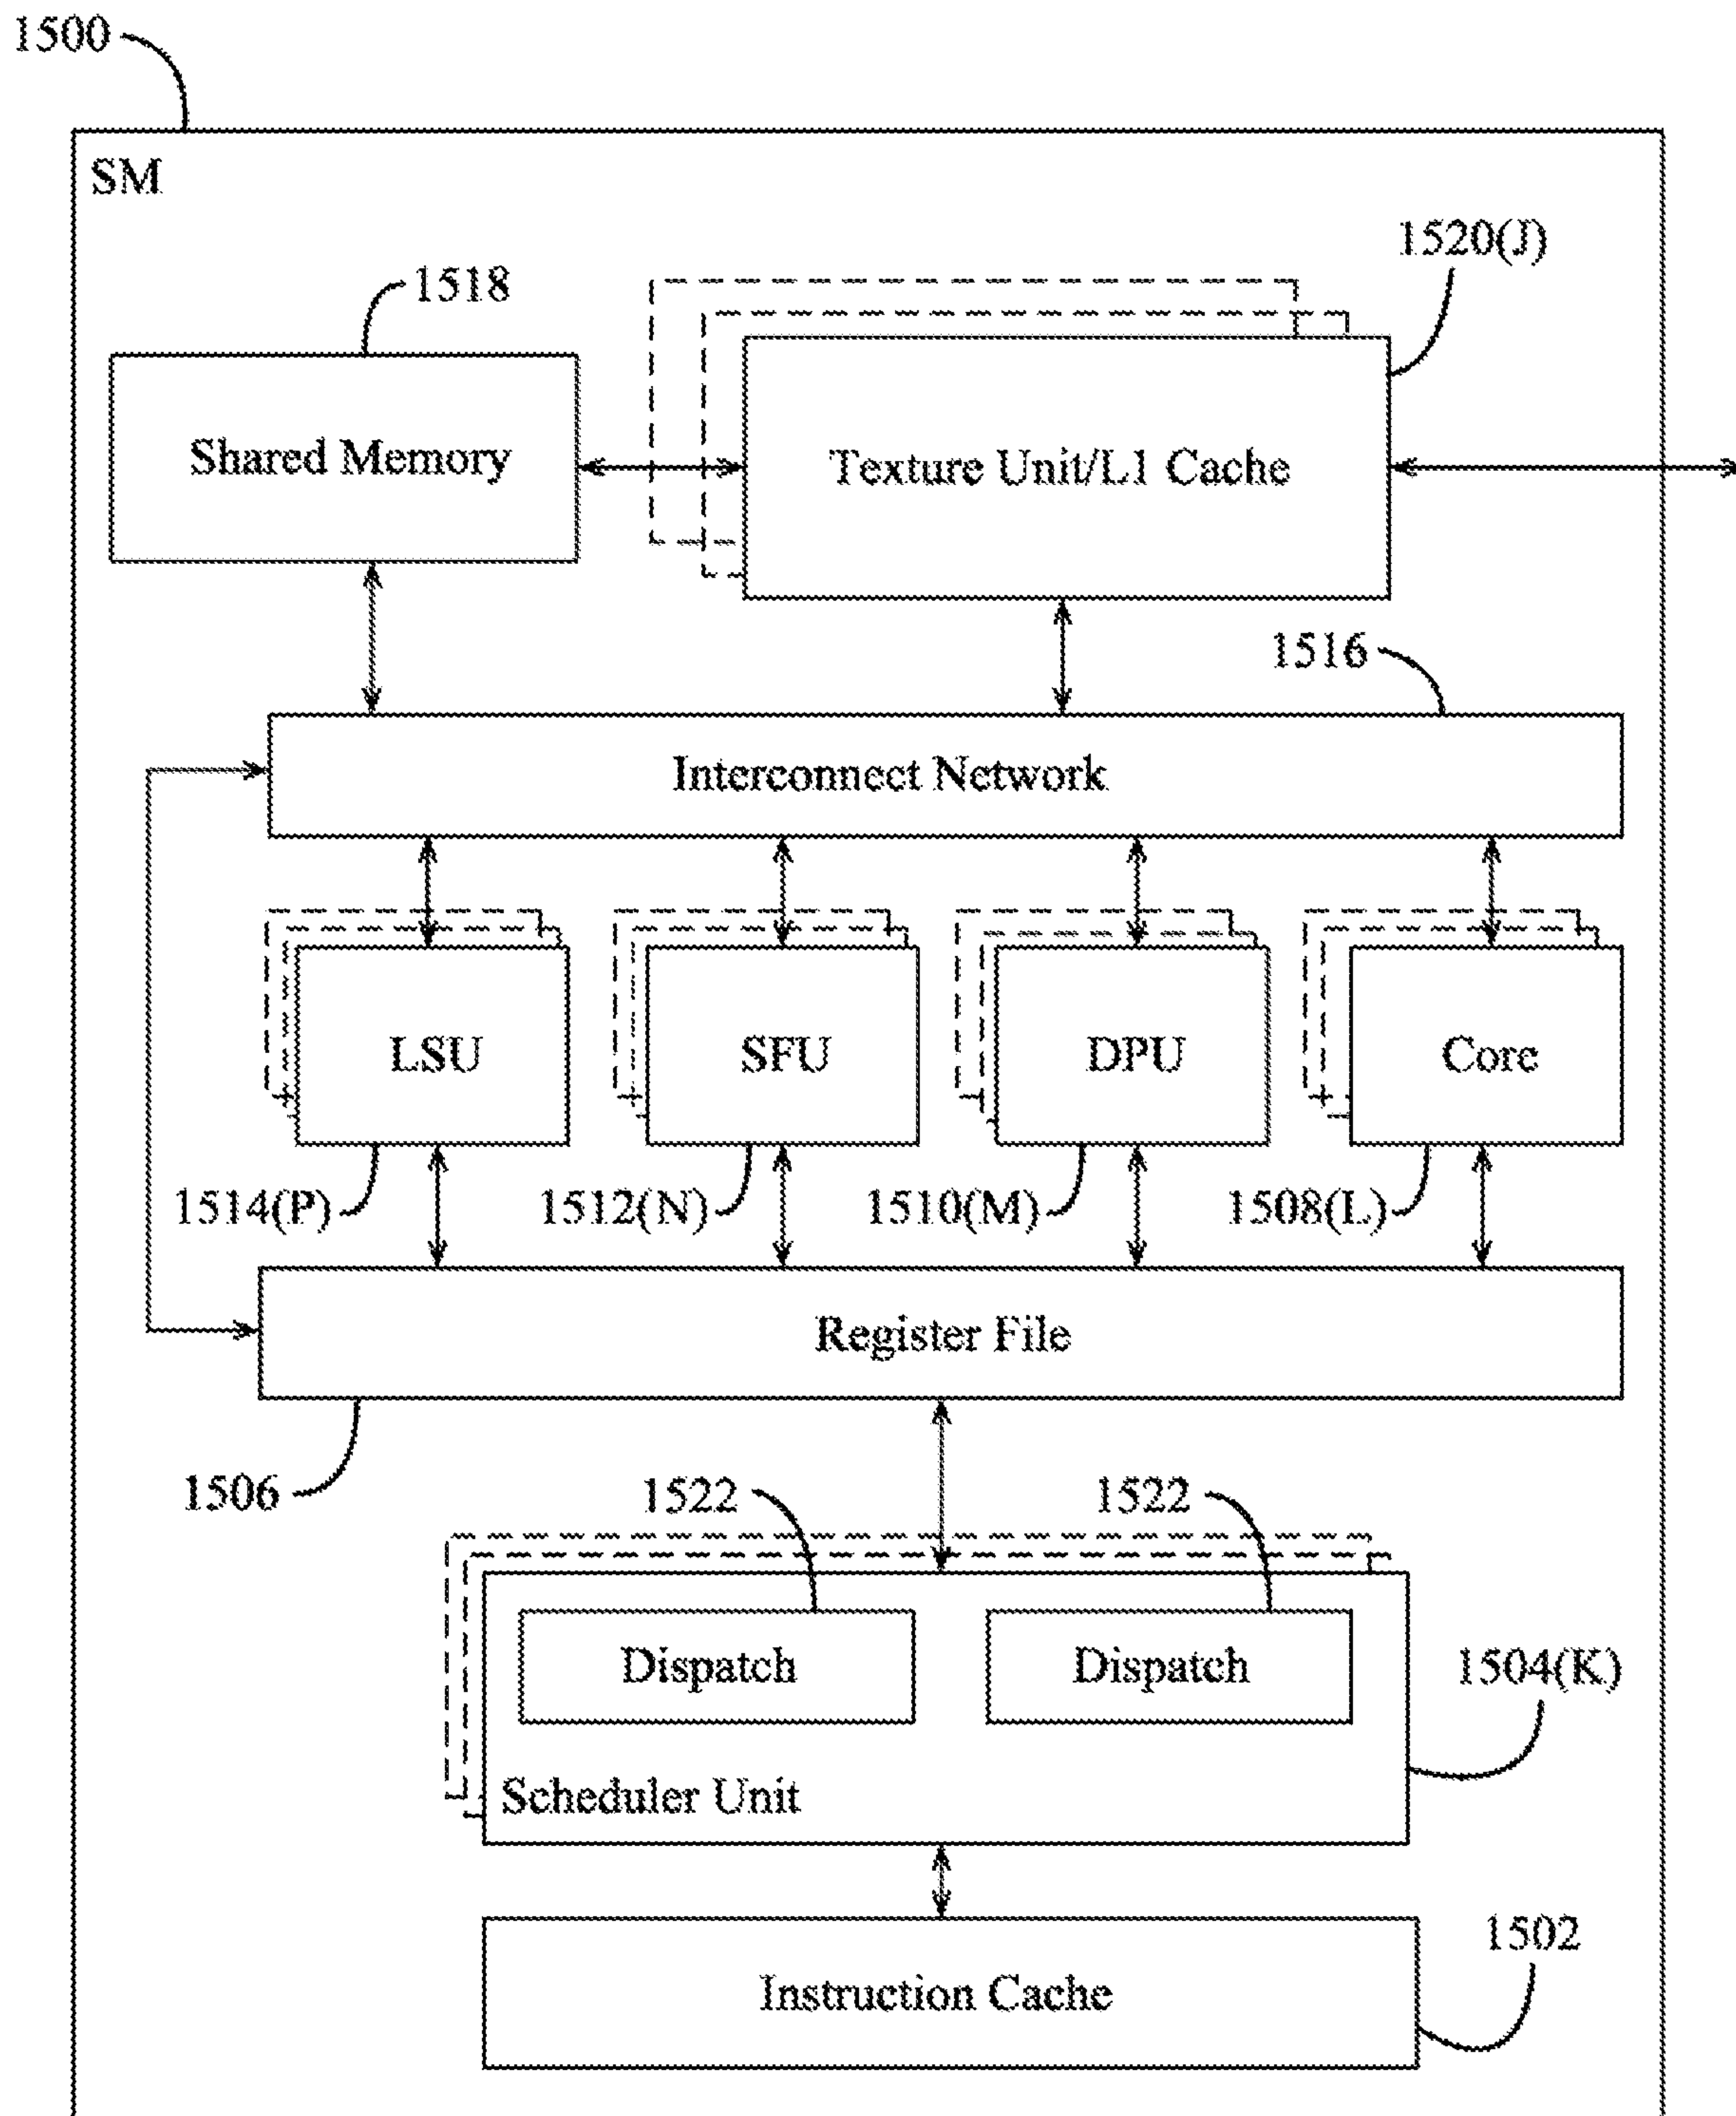 1500
SM
1520(J)
1518
Shared Memory
Texture Unit/L1 Cache
1516
Interconnect Network
LSU
SFU
DPU
Core
1514(P)
1512(N)
1510(M)
1508(L)
Register File
1506
1522
1522
Dispatch
Dispatch
1504(K)
Scheduler Unit
1502
Instruction Cache